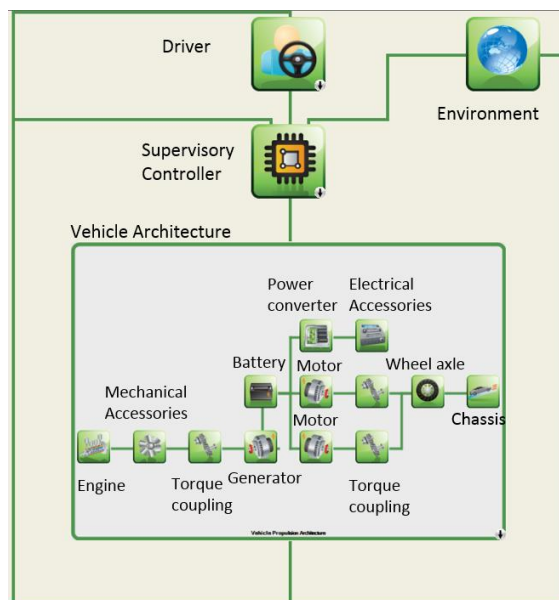 Driver
Environment
Supervisory
Controller
Vehicle Architecture
Power
converter
Electrical
Accessories
Battery
Motor
Wheel axle
Mechanical
Accessories
Motor
Chassis
Engine
Torque
coupling
Generator
Torque
coupling
Vehicle Propulsion Architecture